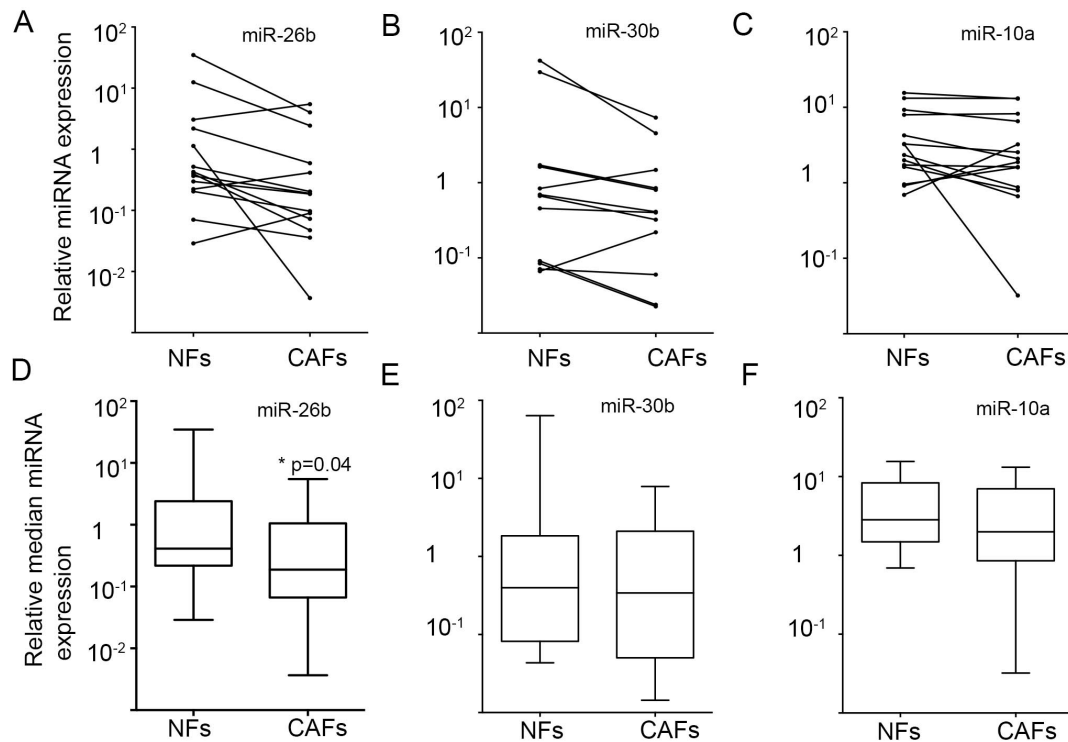 A
miR-26b
Relative miRNA expression
10²
10¹
1
10⁻¹
10⁻²
NFs
CAFs
B
miR-30b
10²
10¹
1
10⁻¹
NFs
CAFs
C
miR-10a
10²
10¹
1
10⁻¹
NFs
CAFs
D
miR-26b
Relative median miRNA
expression
10²
10¹
1
10⁻¹
10⁻²
* p=0.04
NFs
CAFs
E
miR-30b
10²
10¹
1
10⁻¹
NFs
CAFs
F
miR-10a
10²
10¹
1
10⁻¹
NFs
CAFs